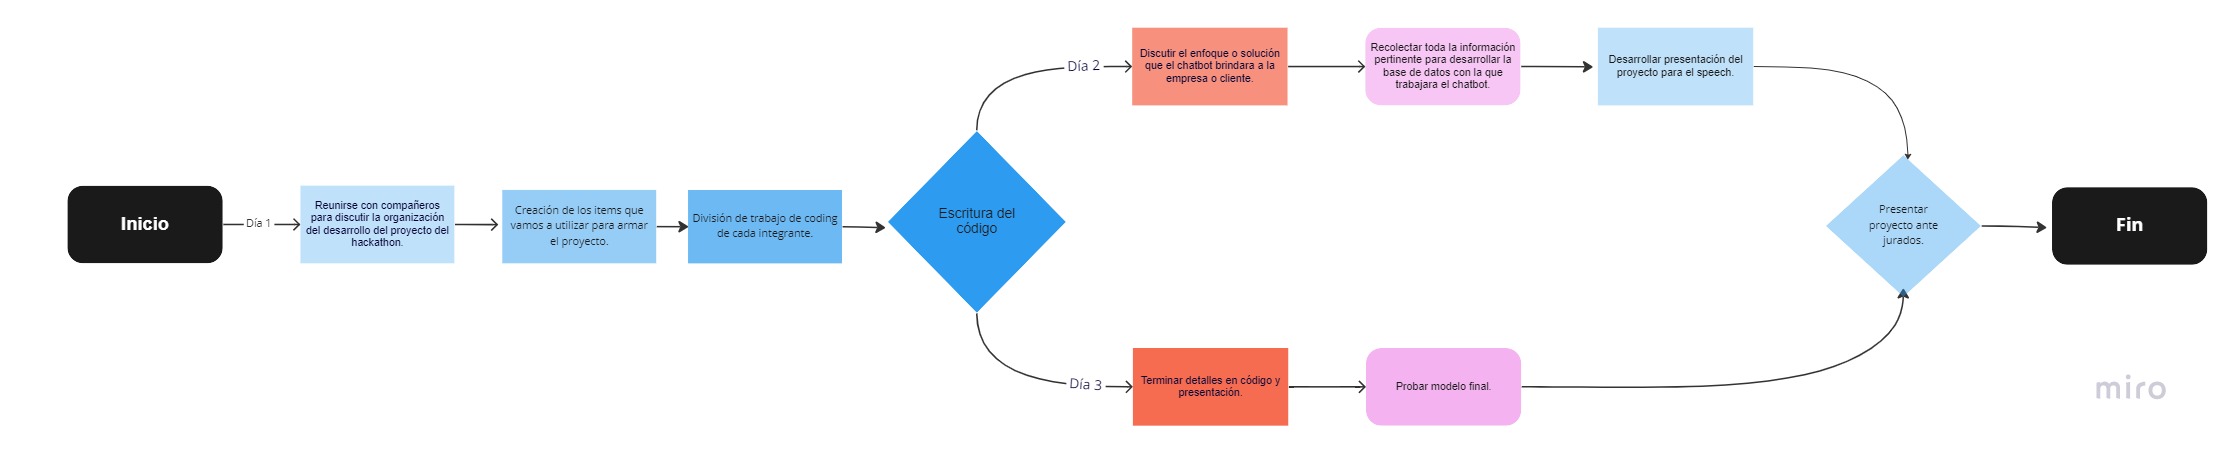 Inicio
Día 1
Reunirse con compañeros
para discutir la organización
del desarrollo del proyecto del
hackathon.
Creación de los items que
vamos a utilizar para armar
el proyecto.
División de trabajo de coding
de cada integrante.
Escritura del
código
Día 2
Discutir el enfoque o solución
que el chatbot brindara a la
empresa o cliente.
Recolectar toda la información
pertinente para desarrollar la
base de datos con la que
trabajara el chatbot.
Desarrollar presentación del
proyecto para el speech.
Día 3
Terminar detalles en código y
presentación.
Probar modelo final.
Presentar
proyecto ante
jurados.
Fin
miro